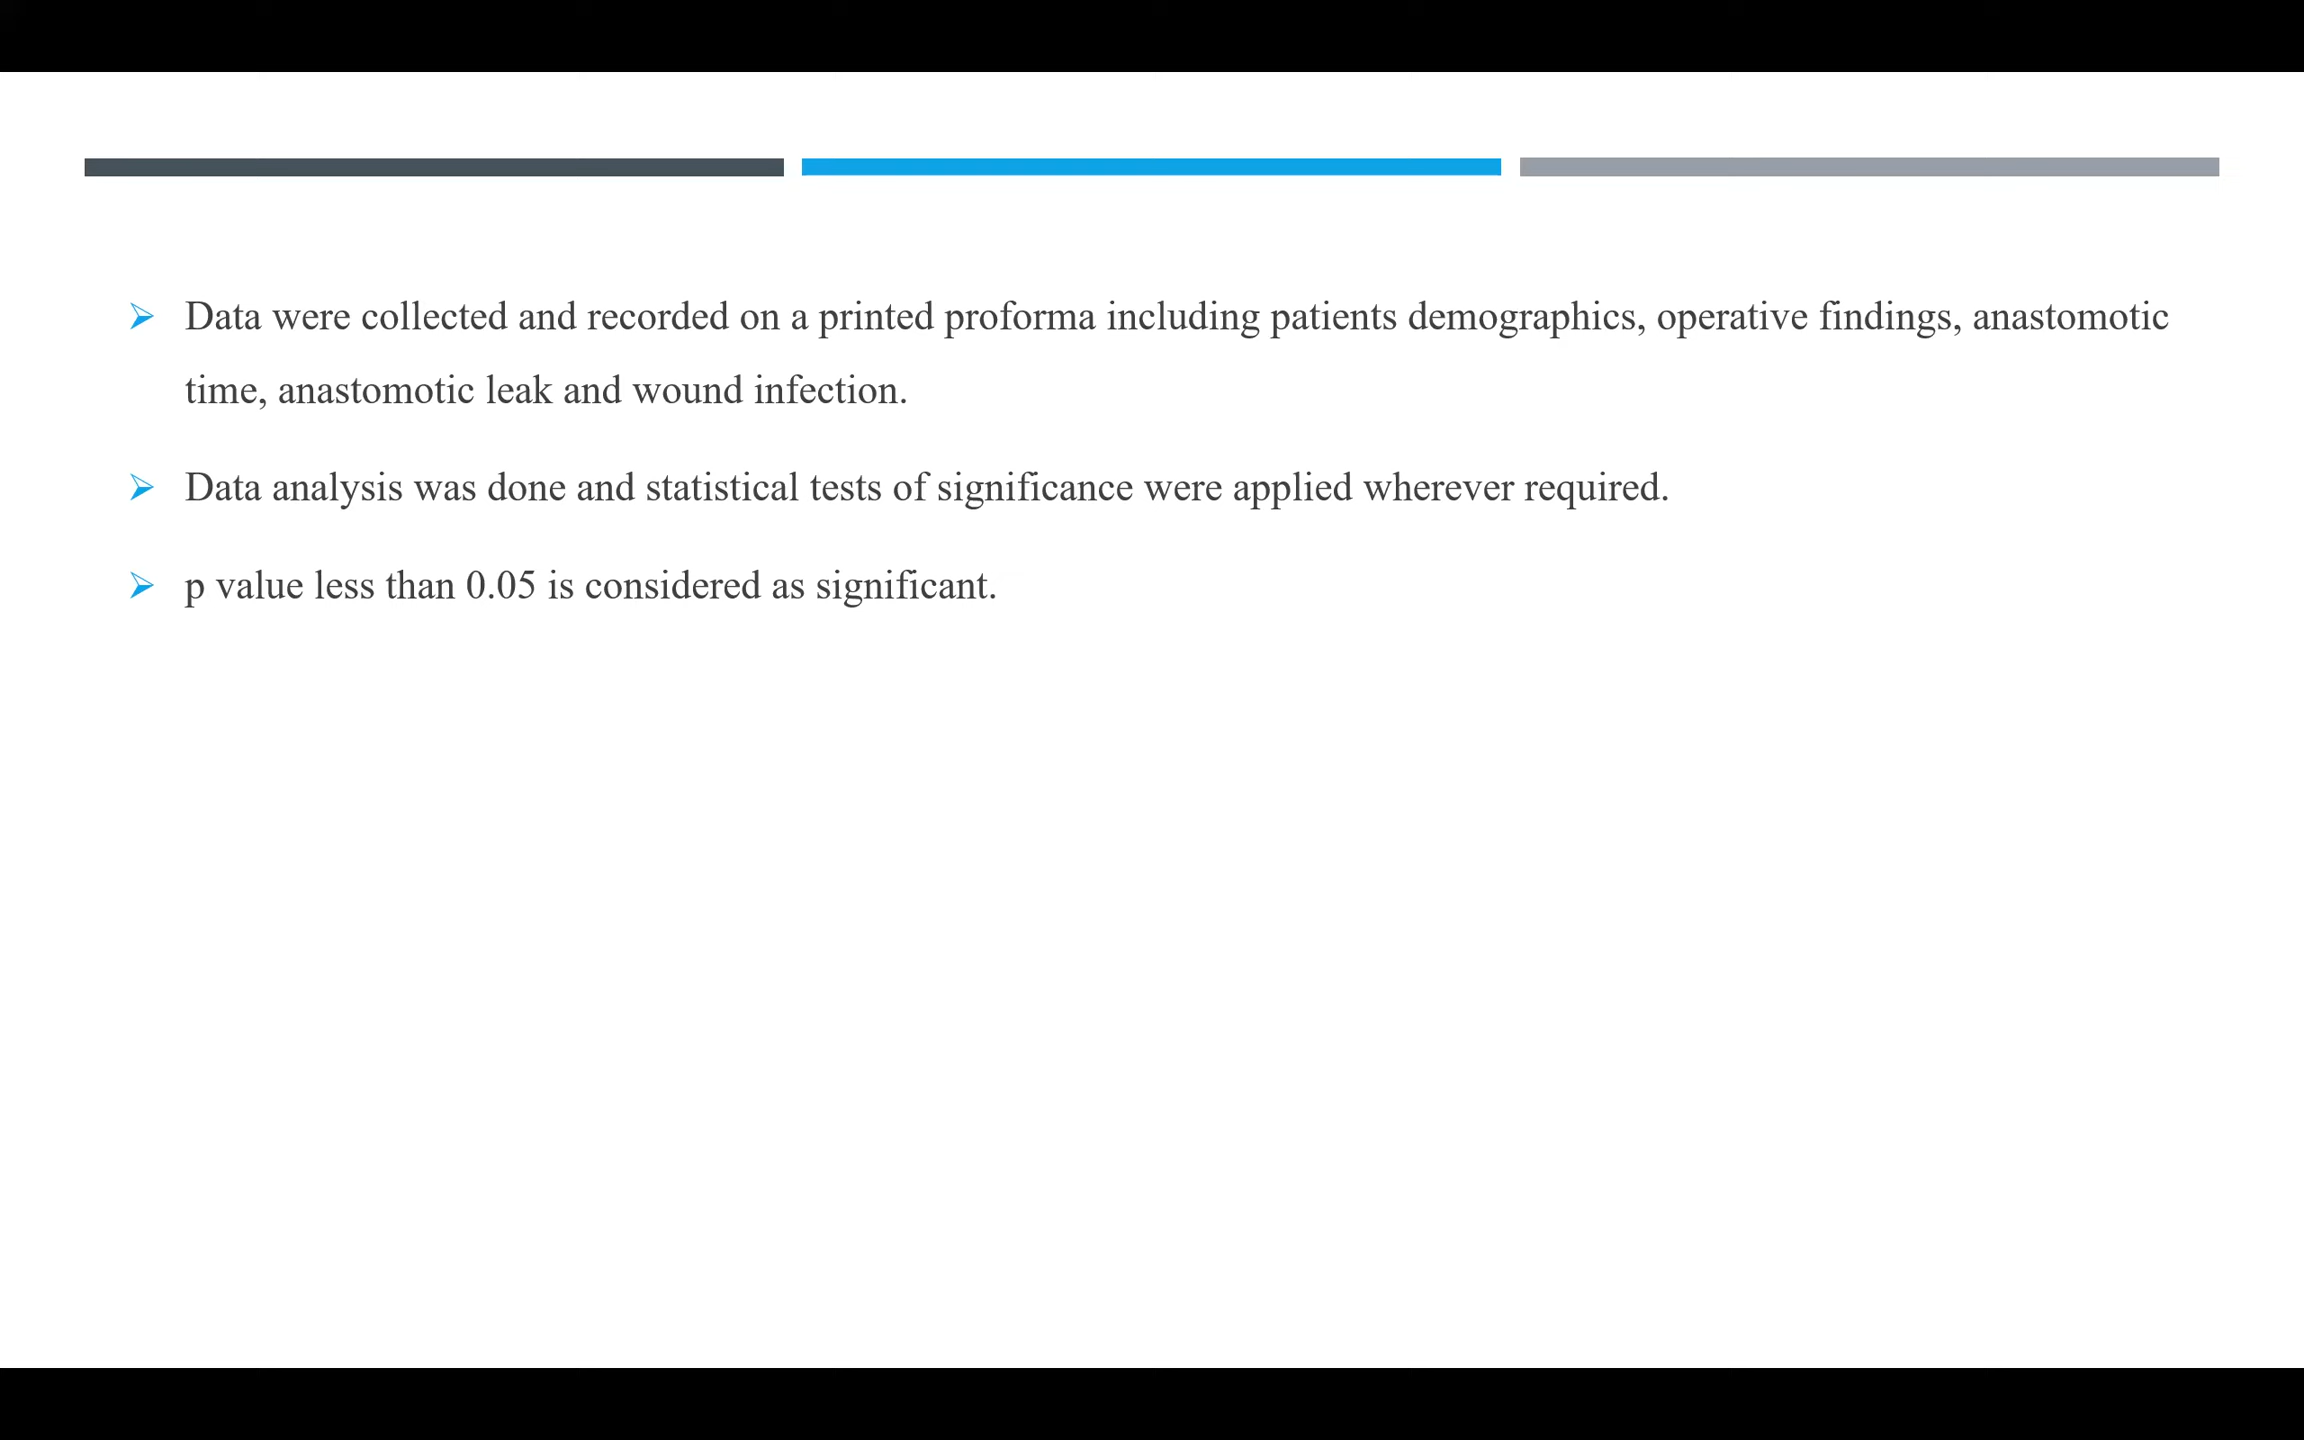 Data were collected and recorded on a printed proforma including patients demographics, operative findings, anastomotic
time, anastomotic leak and wound infection.
Data analysis was done and statistical tests of significance were applied wherever required.
p value less than 0.05 is considered as significant.